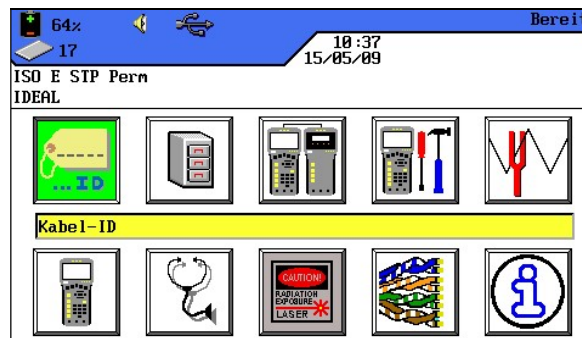 64%
Bereit
17
10:37
15/05/09
ISO E STP Perm
IDEAL
...ID
Kabel-ID
CAUTION!
RADIATION
EXPOSURE
LASER